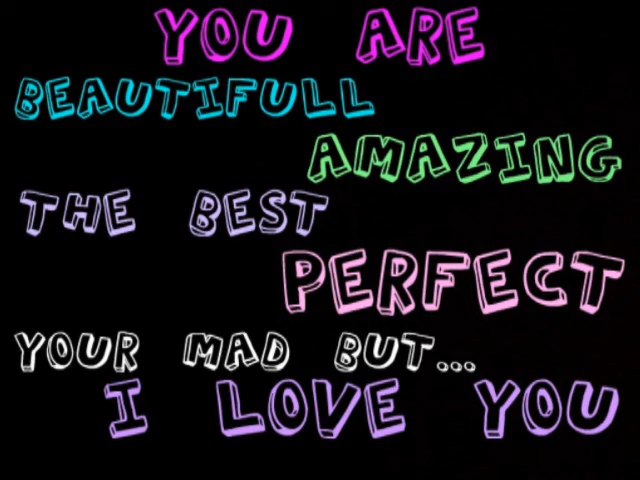 YOU ARE
BEAUTIFULL
AMAZING
THE BEST
PERFECT
YOUR MAD BUT...
I LOVE YOU